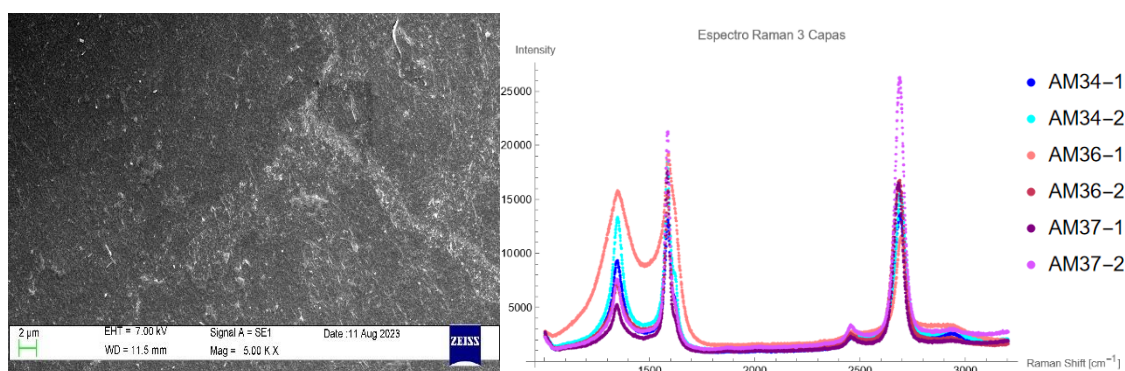 2 µm
EHT = 7.00 kV
WD = 11.5 mm
Signal A = SE1
Mag = 5.00 K X
Date :11 Aug 2023
ZEISS
Espectro Raman 3 Capas
Intensity
25000
20000
15000
10000
5000
1500
2000
2500
3000
Raman Shift [cm⁻¹]
AM34–1
AM34–2
AM36–1
AM36–2
AM37–1
AM37–2